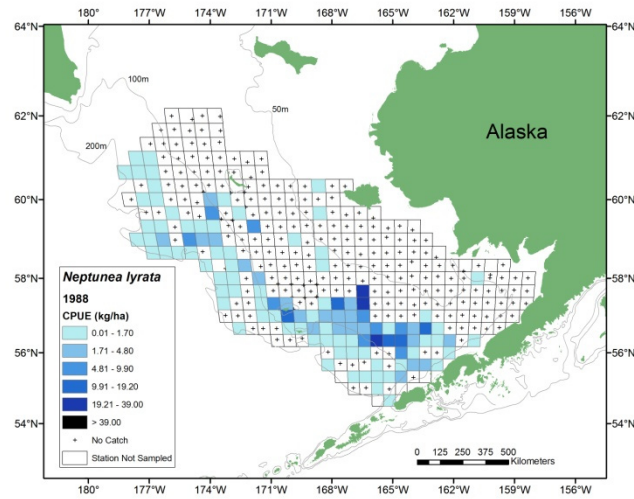 180° 177°W 174°W 171°W 168°W 165°W 162°W 159°W 156°W
64°N 64°N
100m
50m
62°N 62°N
Alaska
200m
60°N 60°N
58°N 58°N
Neptunea lyrata
1988
CPUE (kg/ha)
0.01 - 1.70
1.71 - 4.80
4.81 - 9.90
9.91 - 19.20
19.21 - 39.00
> 39.00
+ No Catch
Station Not Sampled
56°N 56°N
54°N 54°N
0 125 250 375 500
Kilometers
180° 177°W 174°W 171°W 168°W 165°W 162°W 159°W 156°W